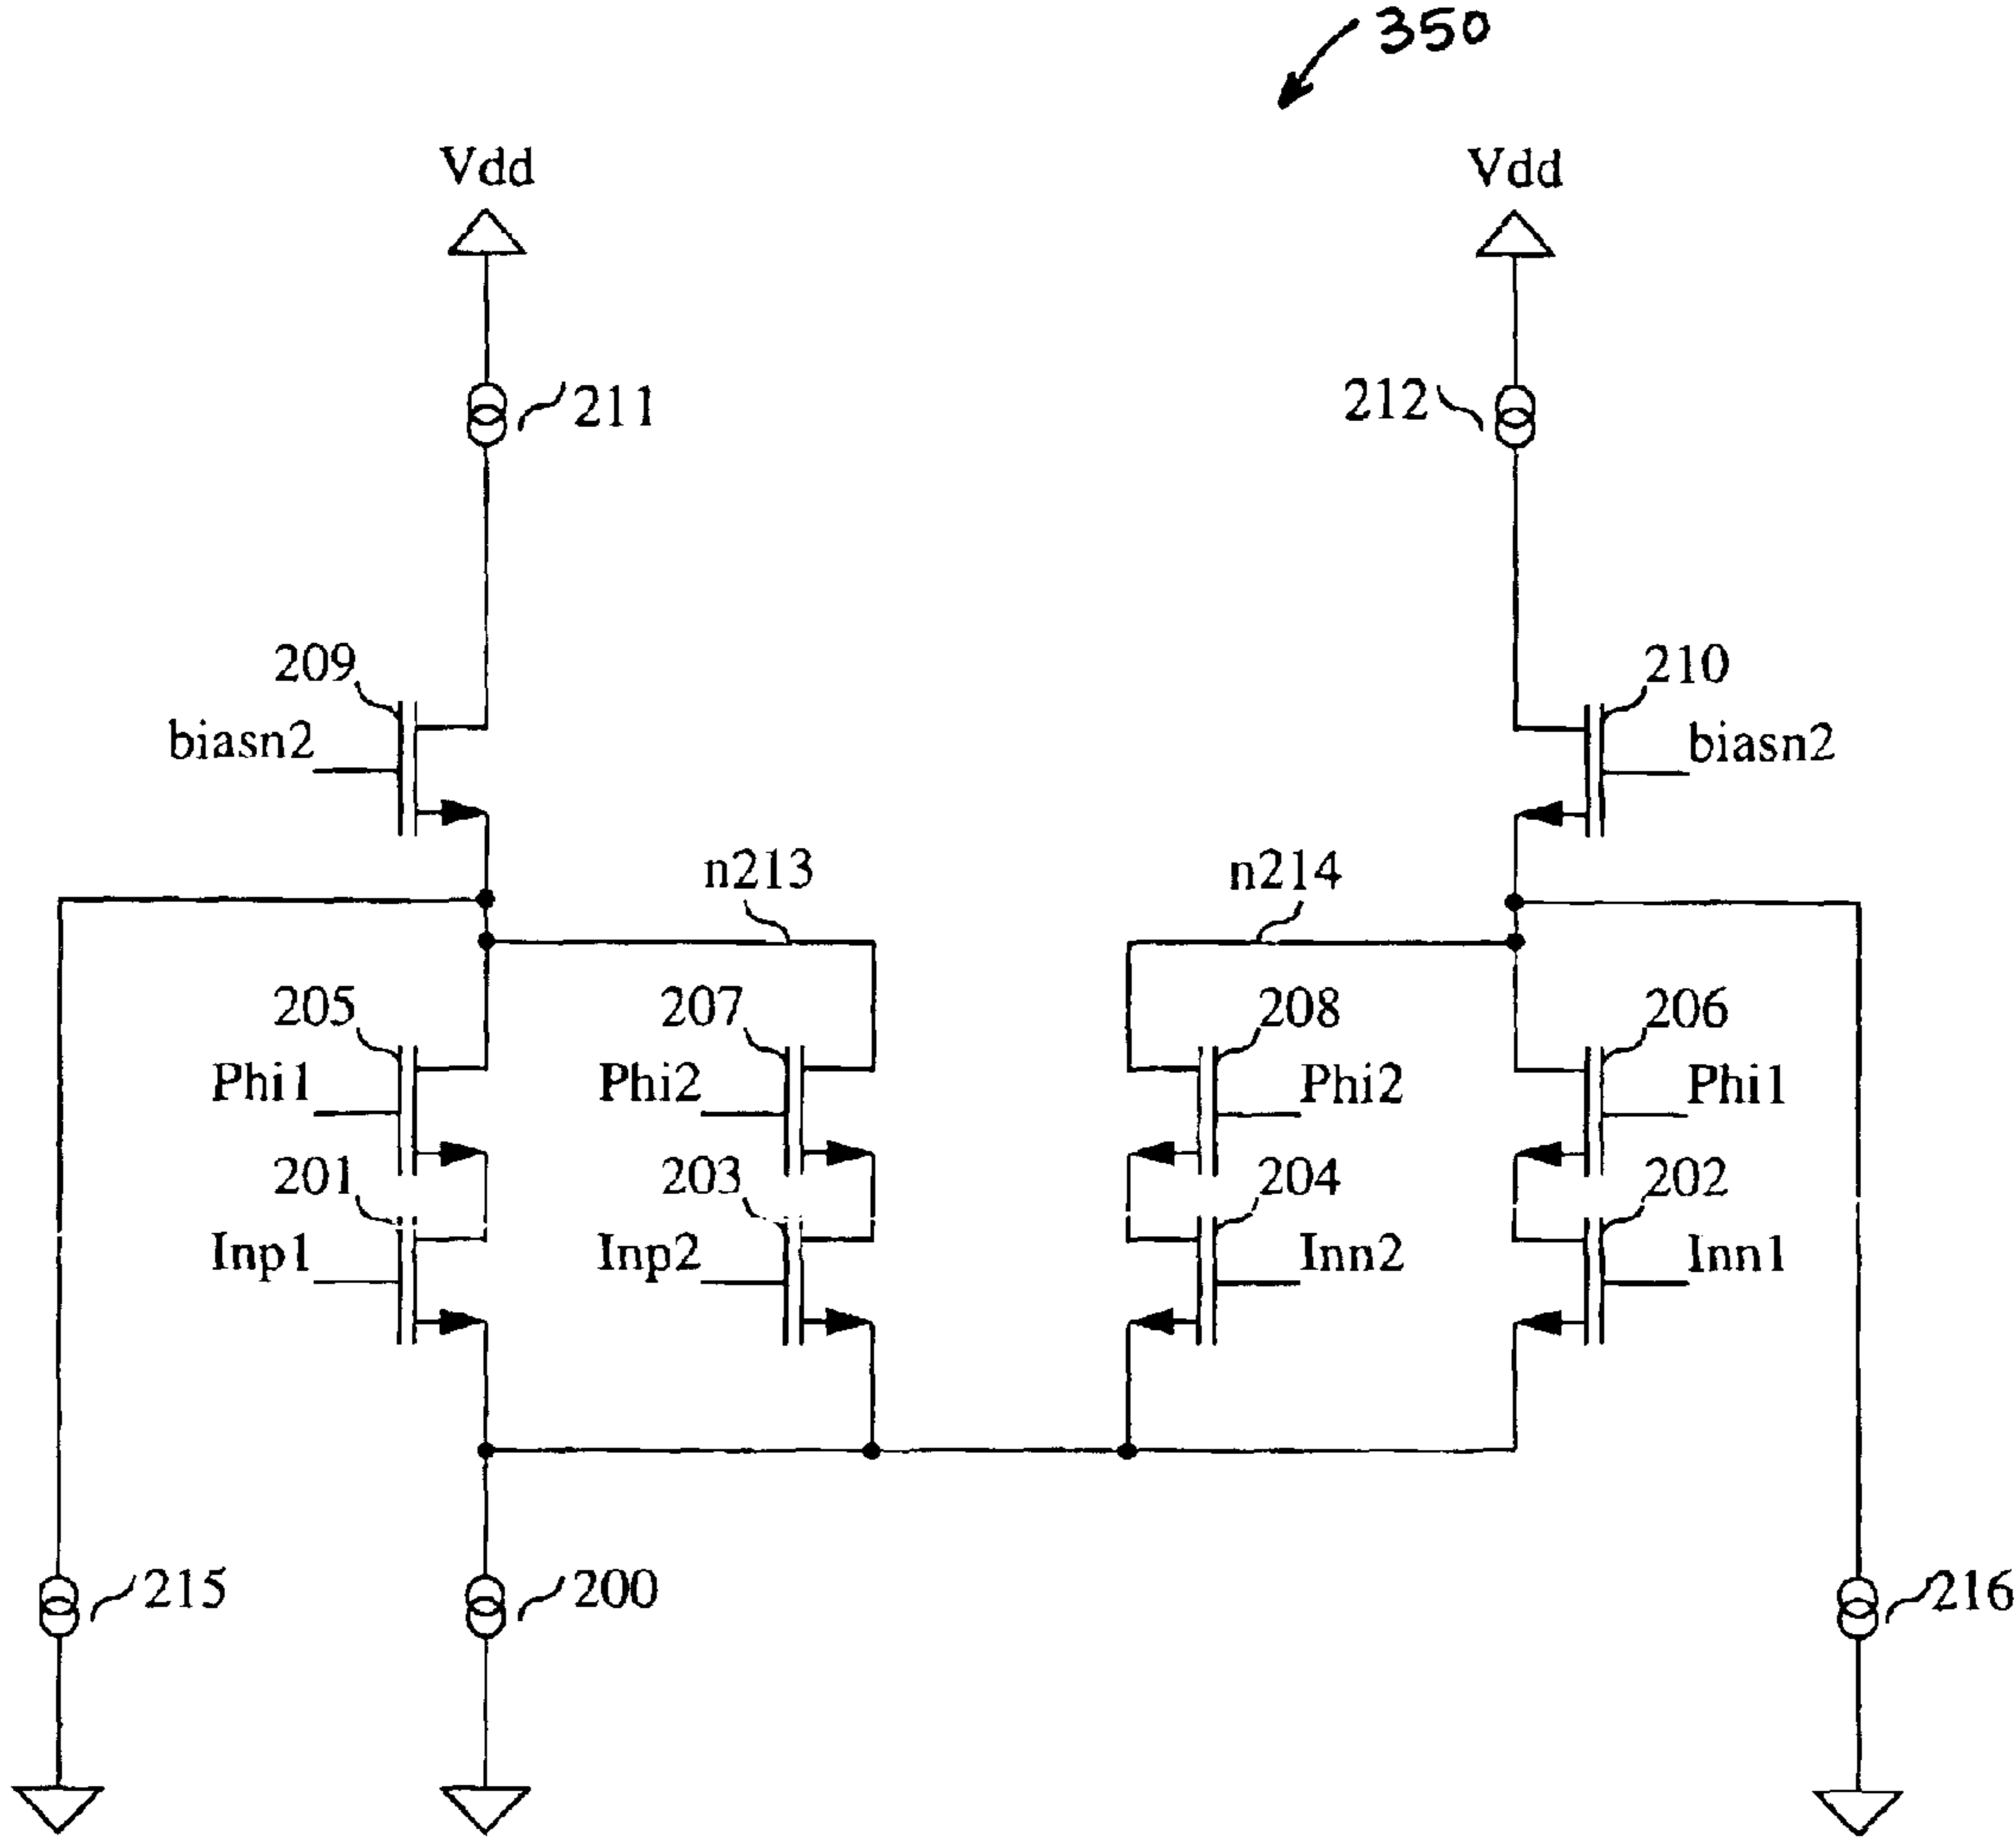 350
Vdd Vdd
211 212
209 210
biasn2 biasn2
n213 n214
205 207 208 206
Phi1 Phi2 Phi2 Phi1
201 203 204 202
Inp1 Inp2 Inn2 Inn1
215 200 216